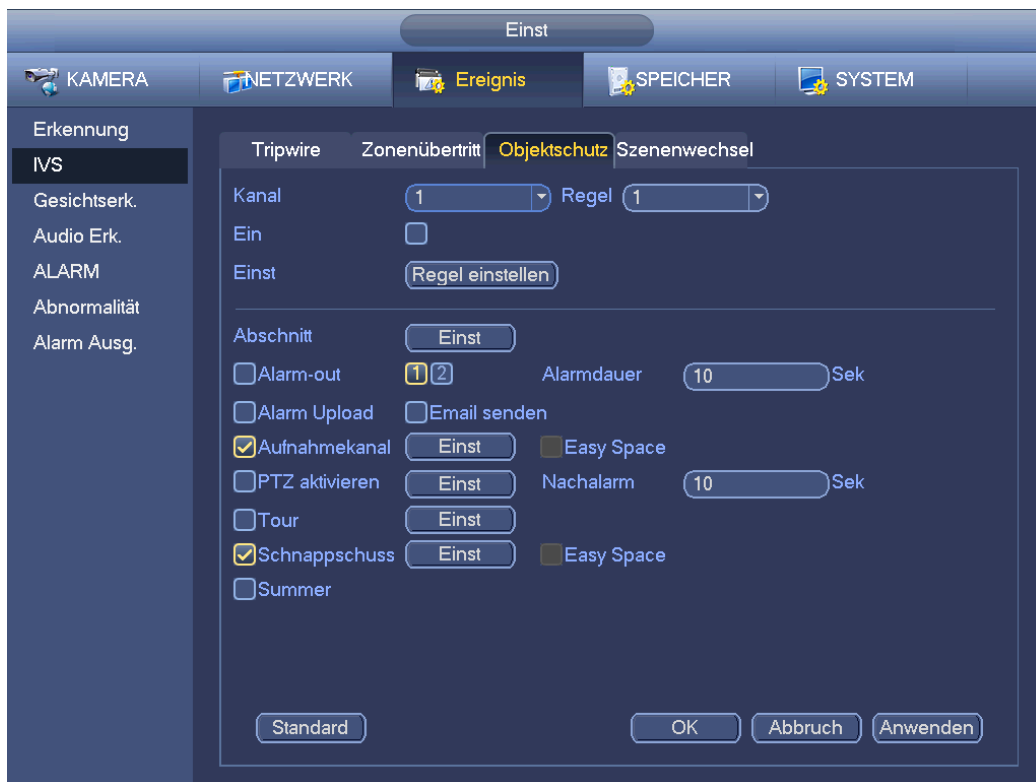 Einst
KAMERA NETZWERK Ereignis SPEICHER SYSTEM
Erkennung
IVS
Gesichtserk.
Audio Erk.
ALARM
Abnormalität
Alarm Ausg.
Tripwire Zonenübertritt Objektschutz Szenenwechsel
Kanal 1 Regel 1
Ein
Einst Regel einstellen
Abschnitt Einst
Alarm-out 1 2 Alarmdauer 10 Sek
Alarm Upload Email senden
Aufnahmekanal Einst Easy Space
PTZ aktivieren Einst Nachalarm 10 Sek
Tour Einst
Schnappschuss Einst Easy Space
Summer
Standard OK Abbruch Anwenden